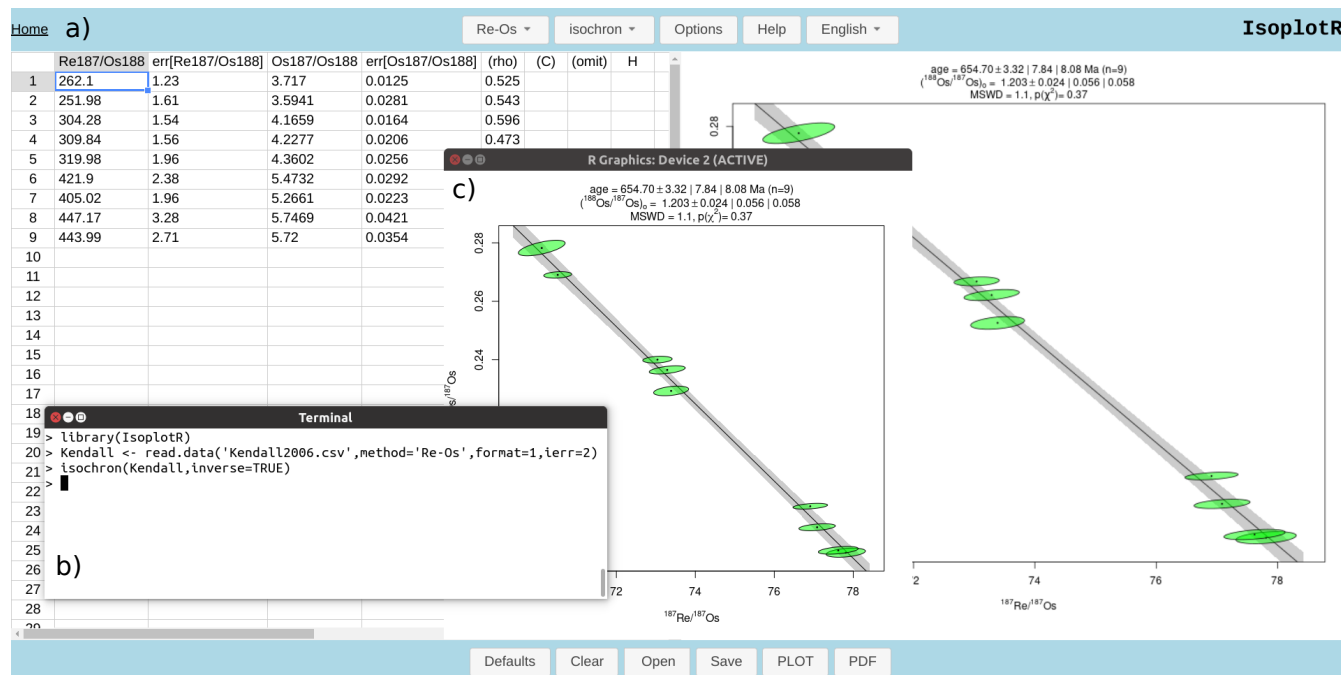 Home a) Re-Os isochron Options Help English IsoplotR
Re187/Os188 err[Re187/Os188] Os187/Os188 err[Os187/Os188] (rho) (C) (omit) H
1 262.1 1.23 3.717 0.0125 0.525
2 251.98 1.61 3.5941 0.0281 0.543
3 304.28 1.54 4.1659 0.0164 0.596
4 309.84 1.56 4.2277 0.0206 0.473
5 319.98 1.96 4.3602 0.0256
6 421.9 2.38 5.4732 0.0292
7 405.02 1.96 5.2661 0.0223
8 447.17 3.28 5.7469 0.0421
9 443.99 2.71 5.72 0.0354
10
11
12
13
14
15
16
17
18
19
20
21
22
23
24
25
26
27
28
29
age = 654.70 ± 3.32 | 7.84 | 8.08 Ma (n=9)
(¹⁸⁸Os/¹⁸⁷Os)ₒ = 1.203 ± 0.024 | 0.056 | 0.058
MSWD = 1.1, p(χ²)= 0.37
0.28
2 74 76 78
¹⁸⁷Re/¹⁸⁷Os
R Graphics: Device 2 (ACTIVE)
c)
age = 654.70 ± 3.32 | 7.84 | 8.08 Ma (n=9)
(¹⁸⁸Os/¹⁸⁷Os)ₒ = 1.203 ± 0.024 | 0.056 | 0.058
MSWD = 1.1, p(χ²)= 0.37
0.28
0.26
0.24
s/¹⁸⁷Os
72 74 76 78
¹⁸⁷Re/¹⁸⁷Os
Terminal
> library(IsoplotR)
> Kendall <- read.data('Kendall2006.csv',method='Re-Os',format=1,ierr=2)
> isochron(Kendall,inverse=TRUE)
>
b)
Defaults Clear Open Save PLOT PDF